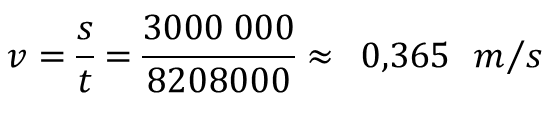 v = s/t = 3000 000/8208000 ≈ 0,365 m/s